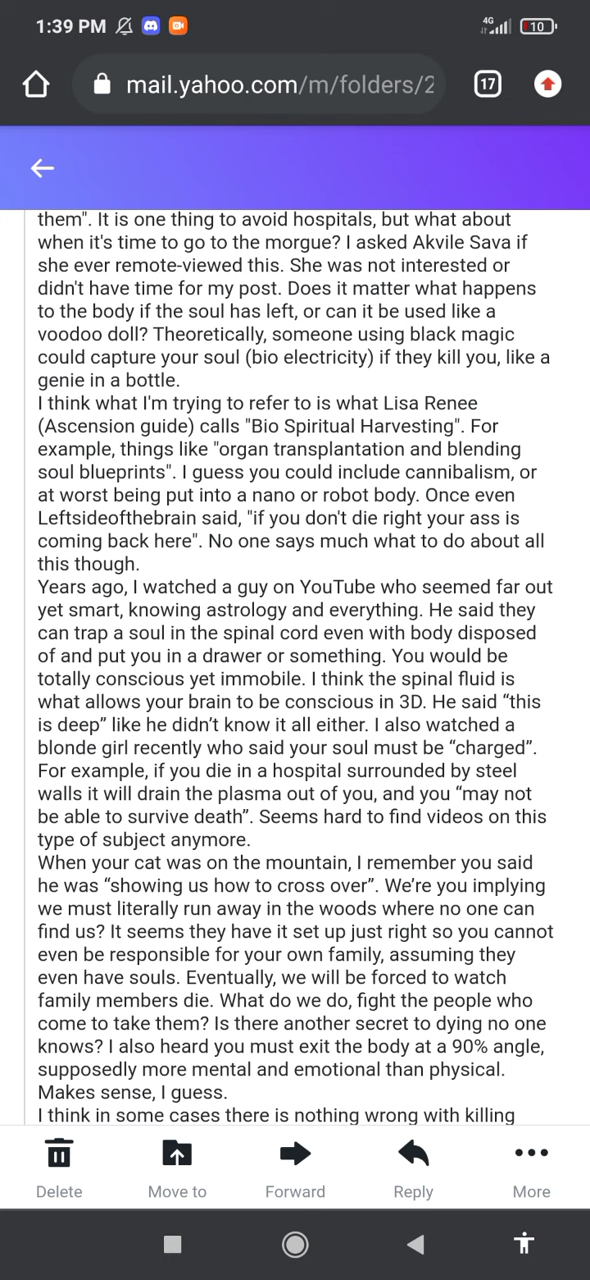 1:39 PM
4G
10
mail.yahoo.com/m/folders/2
17
them". It is one thing to avoid hospitals, but what about
when it's time to go to the morgue? I asked Akvile Sava if
she ever remote-viewed this. She was not interested or
didn't have time for my post. Does it matter what happens
to the body if the soul has left, or can it be used like a
voodoo doll? Theoretically, someone using black magic
could capture your soul (bio electricity) if they kill you, like a
genie in a bottle.
I think what I'm trying to refer to is what Lisa Renee
(Ascension guide) calls "Bio Spiritual Harvesting". For
example, things like "organ transplantation and blending
soul blueprints". I guess you could include cannibalism, or
at worst being put into a nano or robot body. Once even
Leftsideofthebrain said, "if you don't die right your ass is
coming back here". No one says much what to do about all
this though.
Years ago, I watched a guy on YouTube who seemed far out
yet smart, knowing astrology and everything. He said they
can trap a soul in the spinal cord even with body disposed
of and put you in a drawer or something. You would be
totally conscious yet immobile. I think the spinal fluid is
what allows your brain to be conscious in 3D. He said “this
is deep” like he didn’t know it all either. I also watched a
blonde girl recently who said your soul must be “charged”.
For example, if you die in a hospital surrounded by steel
walls it will drain the plasma out of you, and you “may not
be able to survive death”. Seems hard to find videos on this
type of subject anymore.
When your cat was on the mountain, I remember you said
he was “showing us how to cross over”. We’re you implying
we must literally run away in the woods where no one can
find us? It seems they have it set up just right so you cannot
even be responsible for your own family, assuming they
even have souls. Eventually, we will be forced to watch
family members die. What do we do, fight the people who
come to take them? Is there another secret to dying no one
knows? I also heard you must exit the body at a 90% angle,
supposedly more mental and emotional than physical.
Makes sense, I guess.
I think in some cases there is nothing wrong with killing
Delete
Move to
Forward
Reply
More